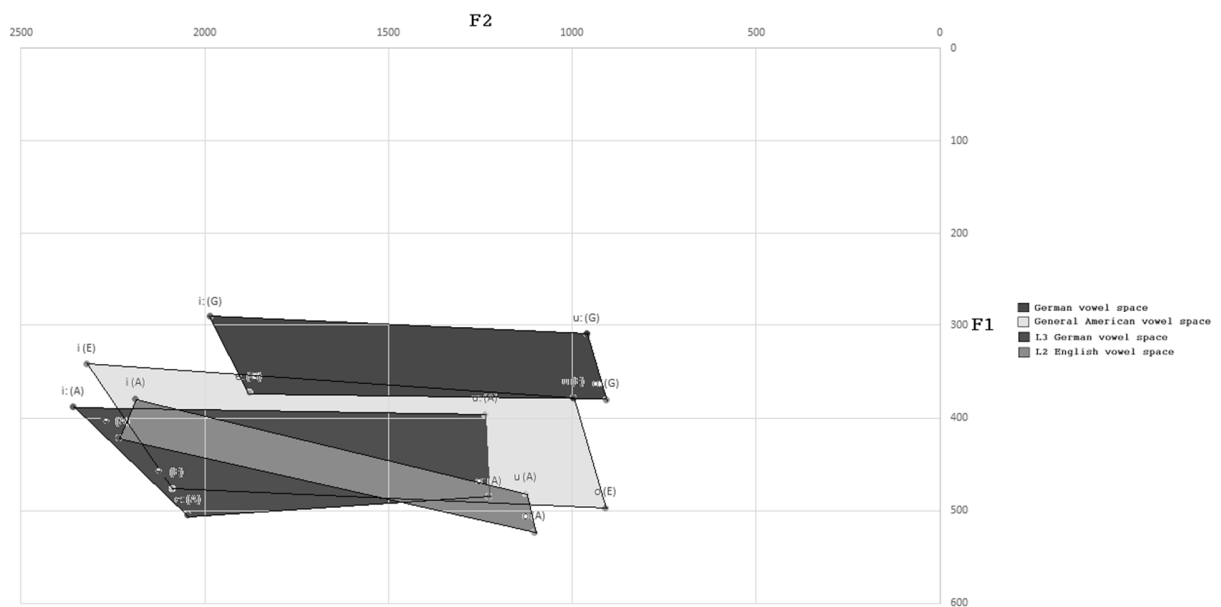 F2
2500 2000 1500 1000 500 0
0
100
200
i:(G)
300
u:(G)
F1
German vowel space
General American vowel space
L3 German vowel space
L2 English vowel space
i(E)
i(A)
(G)
i:(A)
u:(A)
400
u(A)
(A)
o(E)
(A)
500
600